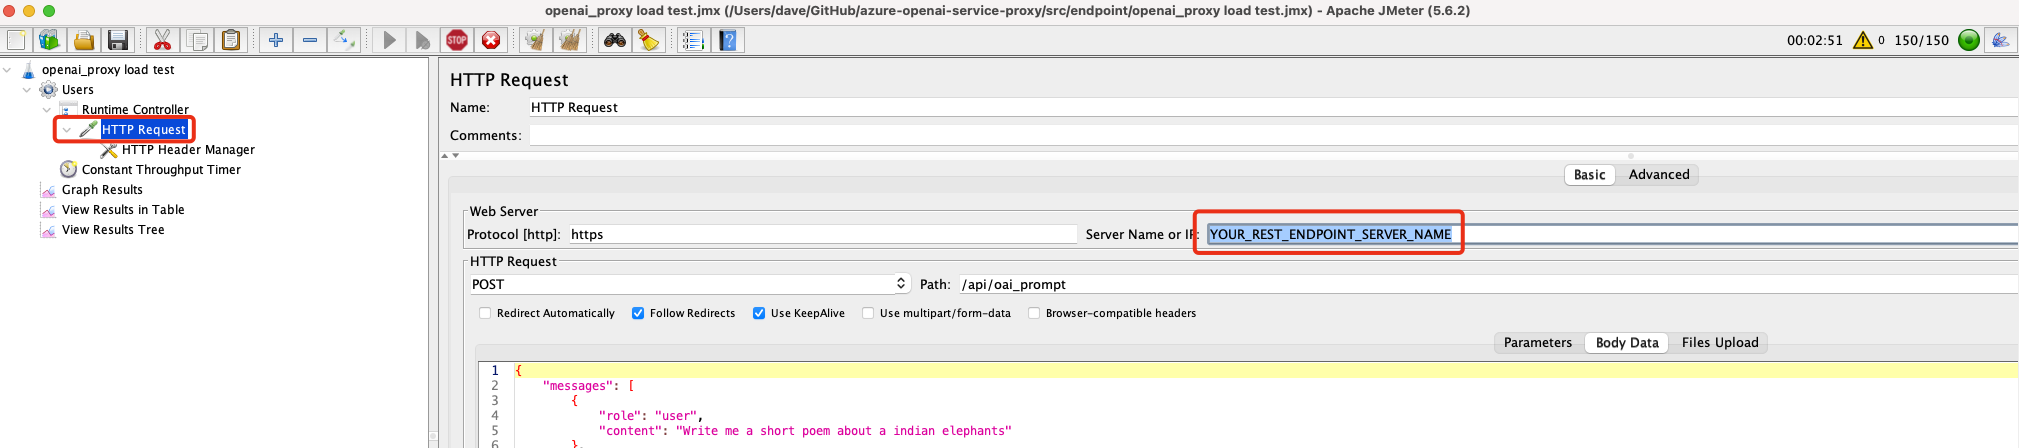 openai_proxy load test.jmx (/Users/dave/GitHub/azure-openai-service-proxy/src/endpoint/openai_proxy load test.jmx) - Apache JMeter (5.6.2)
STOP
?
00:02:51 0 150/150
openai_proxy load test
Users
Runtime Controller
HTTP Request
HTTP Header Manager
Constant Throughput Timer
Graph Results
View Results in Table
View Results Tree
HTTP Request
Name: HTTP Request
Comments:
Basic Advanced
Web Server
Protocol [http]: https Server Name or IP: YOUR_REST_ENDPOINT_SERVER_NAME
HTTP Request
POST Path: /api/oai_prompt
Redirect Automatically Follow Redirects Use KeepAlive Use multipart/form-data Browser-compatible headers
Parameters Body Data Files Upload
1 {
2 "messages": [
3 {
4 "role": "user",
5 "content": "Write me a short poem about a indian elephants"
6 },